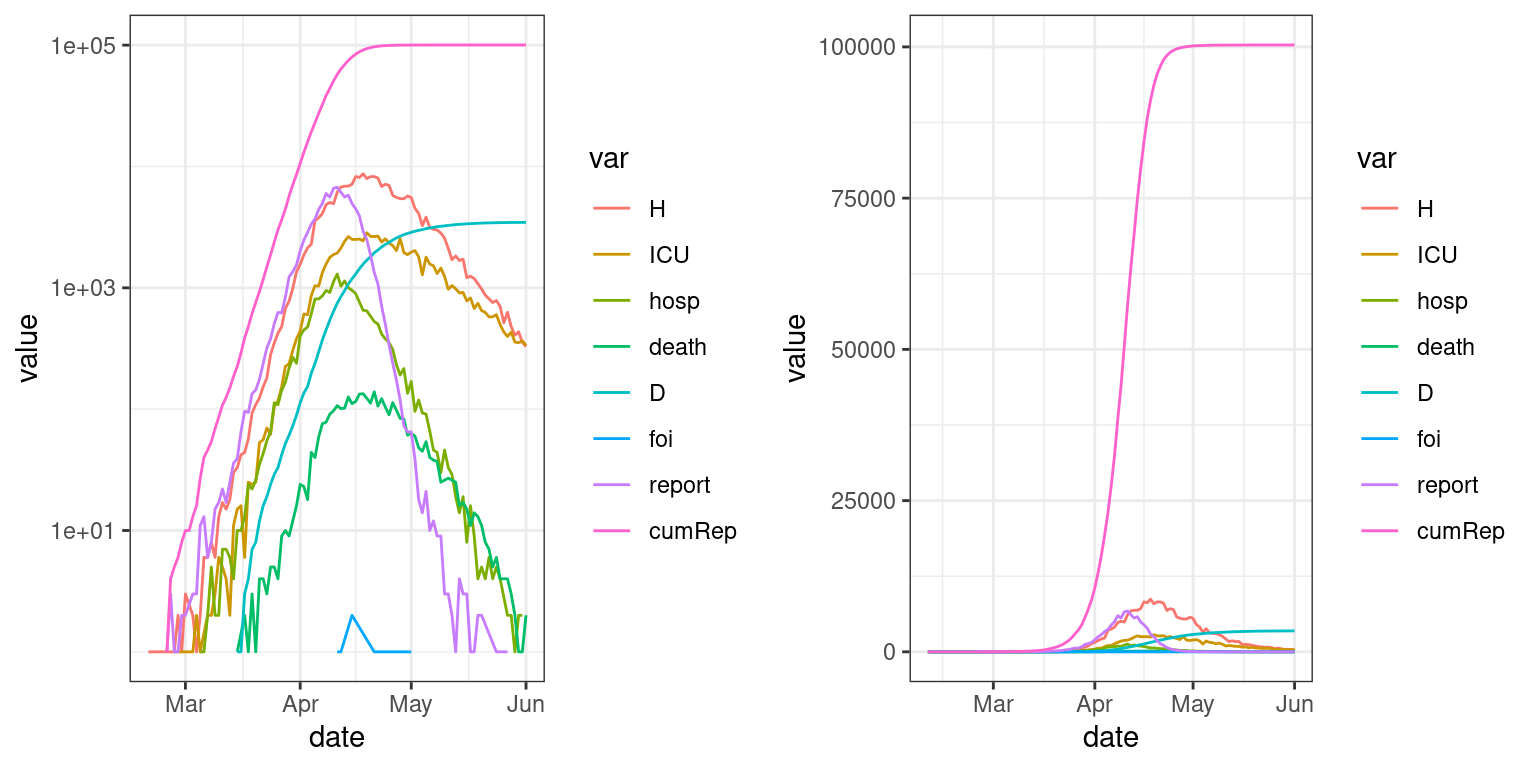 1e+05
1e+03
1e+01
value
Mar Apr May Jun
date
var
H
ICU
hosp
death
D
foi
report
cumRep
100000
75000
50000
25000
0
value
Mar Apr May Jun
date
var
H
ICU
hosp
death
D
foi
report
cumRep